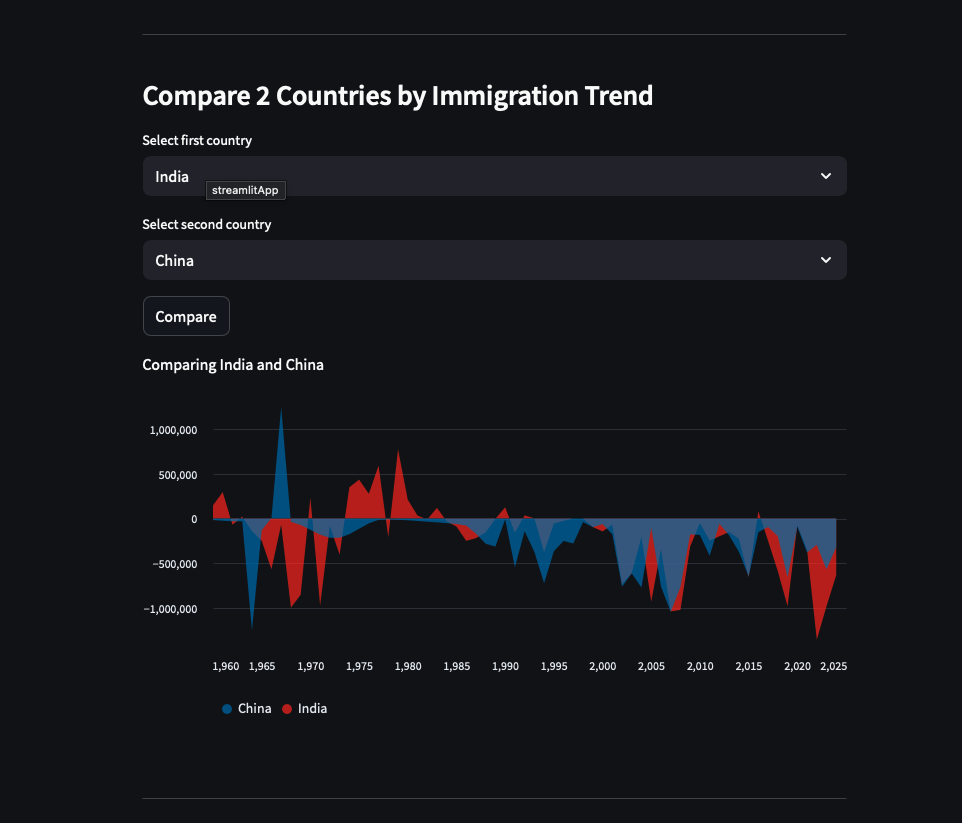 Compare 2 Countries by Immigration Trend
Select first country
India
streamlitApp
Select second country
China
Compare
Comparing India and China
1,000,000
500,000
0
−500,000
−1,000,000
1,960 1,965 1,970 1,975 1,980 1,985 1,990 1,995 2,000 2,005 2,010 2,015 2,020 2,025
China India